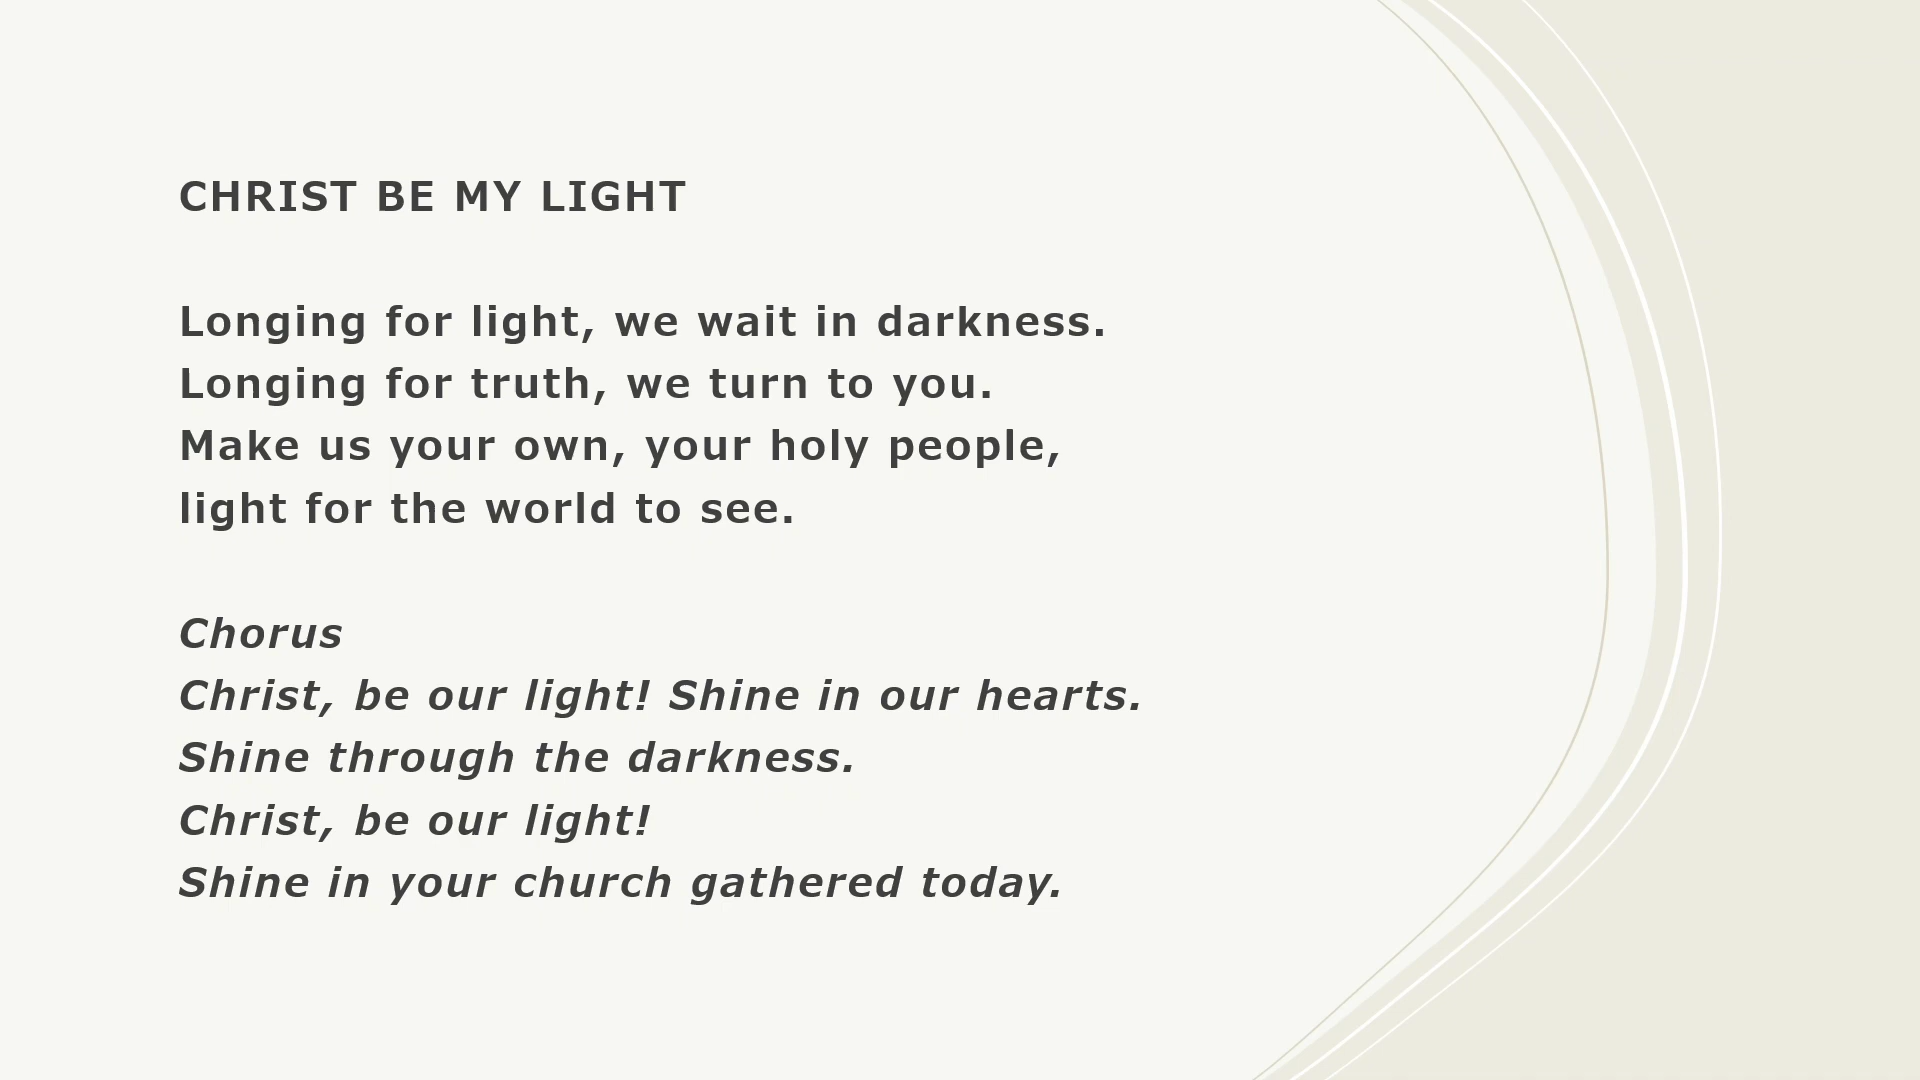 CHRIST BE MY LIGHT
Longing for light, we wait in darkness.
Longing for truth, we turn to you.
Make us your own, your holy people,
light for the world to see.
Chorus
Christ, be our light! Shine in our hearts.
Shine through the darkness.
Christ, be our light!
Shine in your church gathered today.